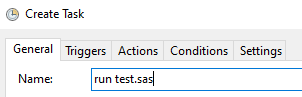 Create Task
General Triggers Actions Conditions Settings
Name: run test.sas